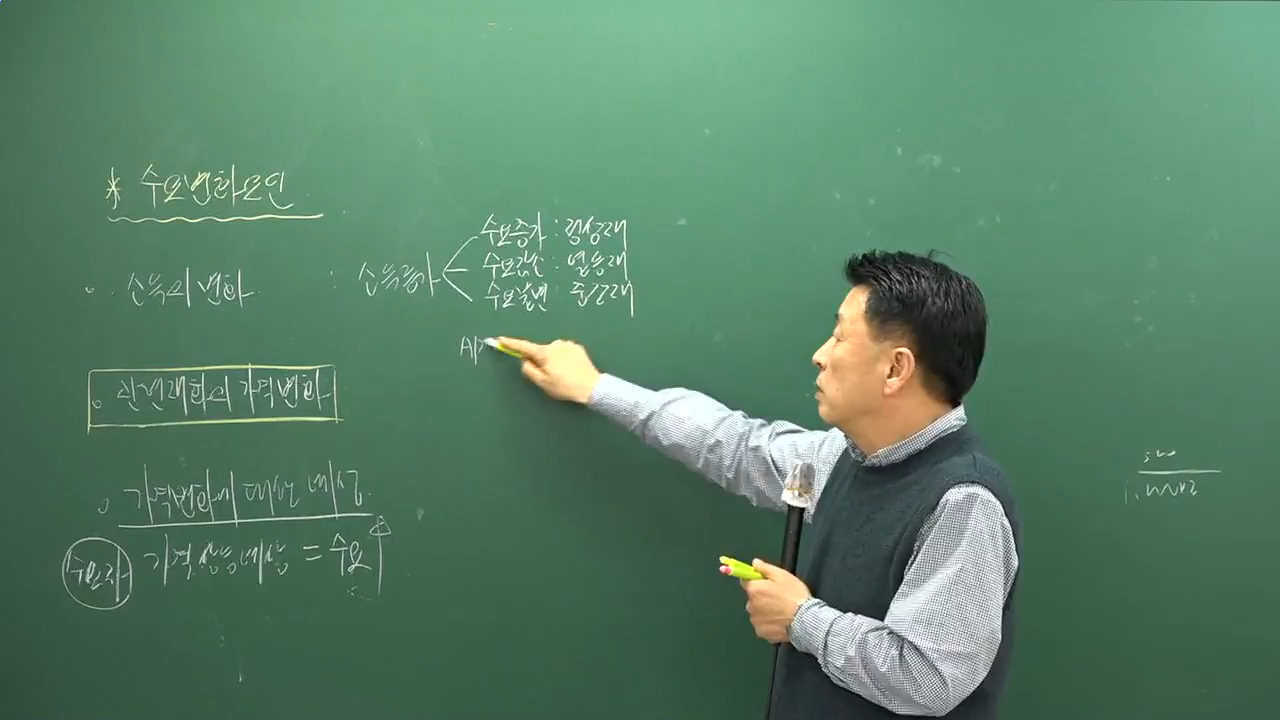 * 수요변화요인
• 소득의 변화 : 소득증가
수요증가 : 정상재
수요감소 : 열등재
수요불변 : 중간재
• 관련재화의 가격변화
• 가격변화에 대한 예상
수요자 가격상승예상 = 수요↑